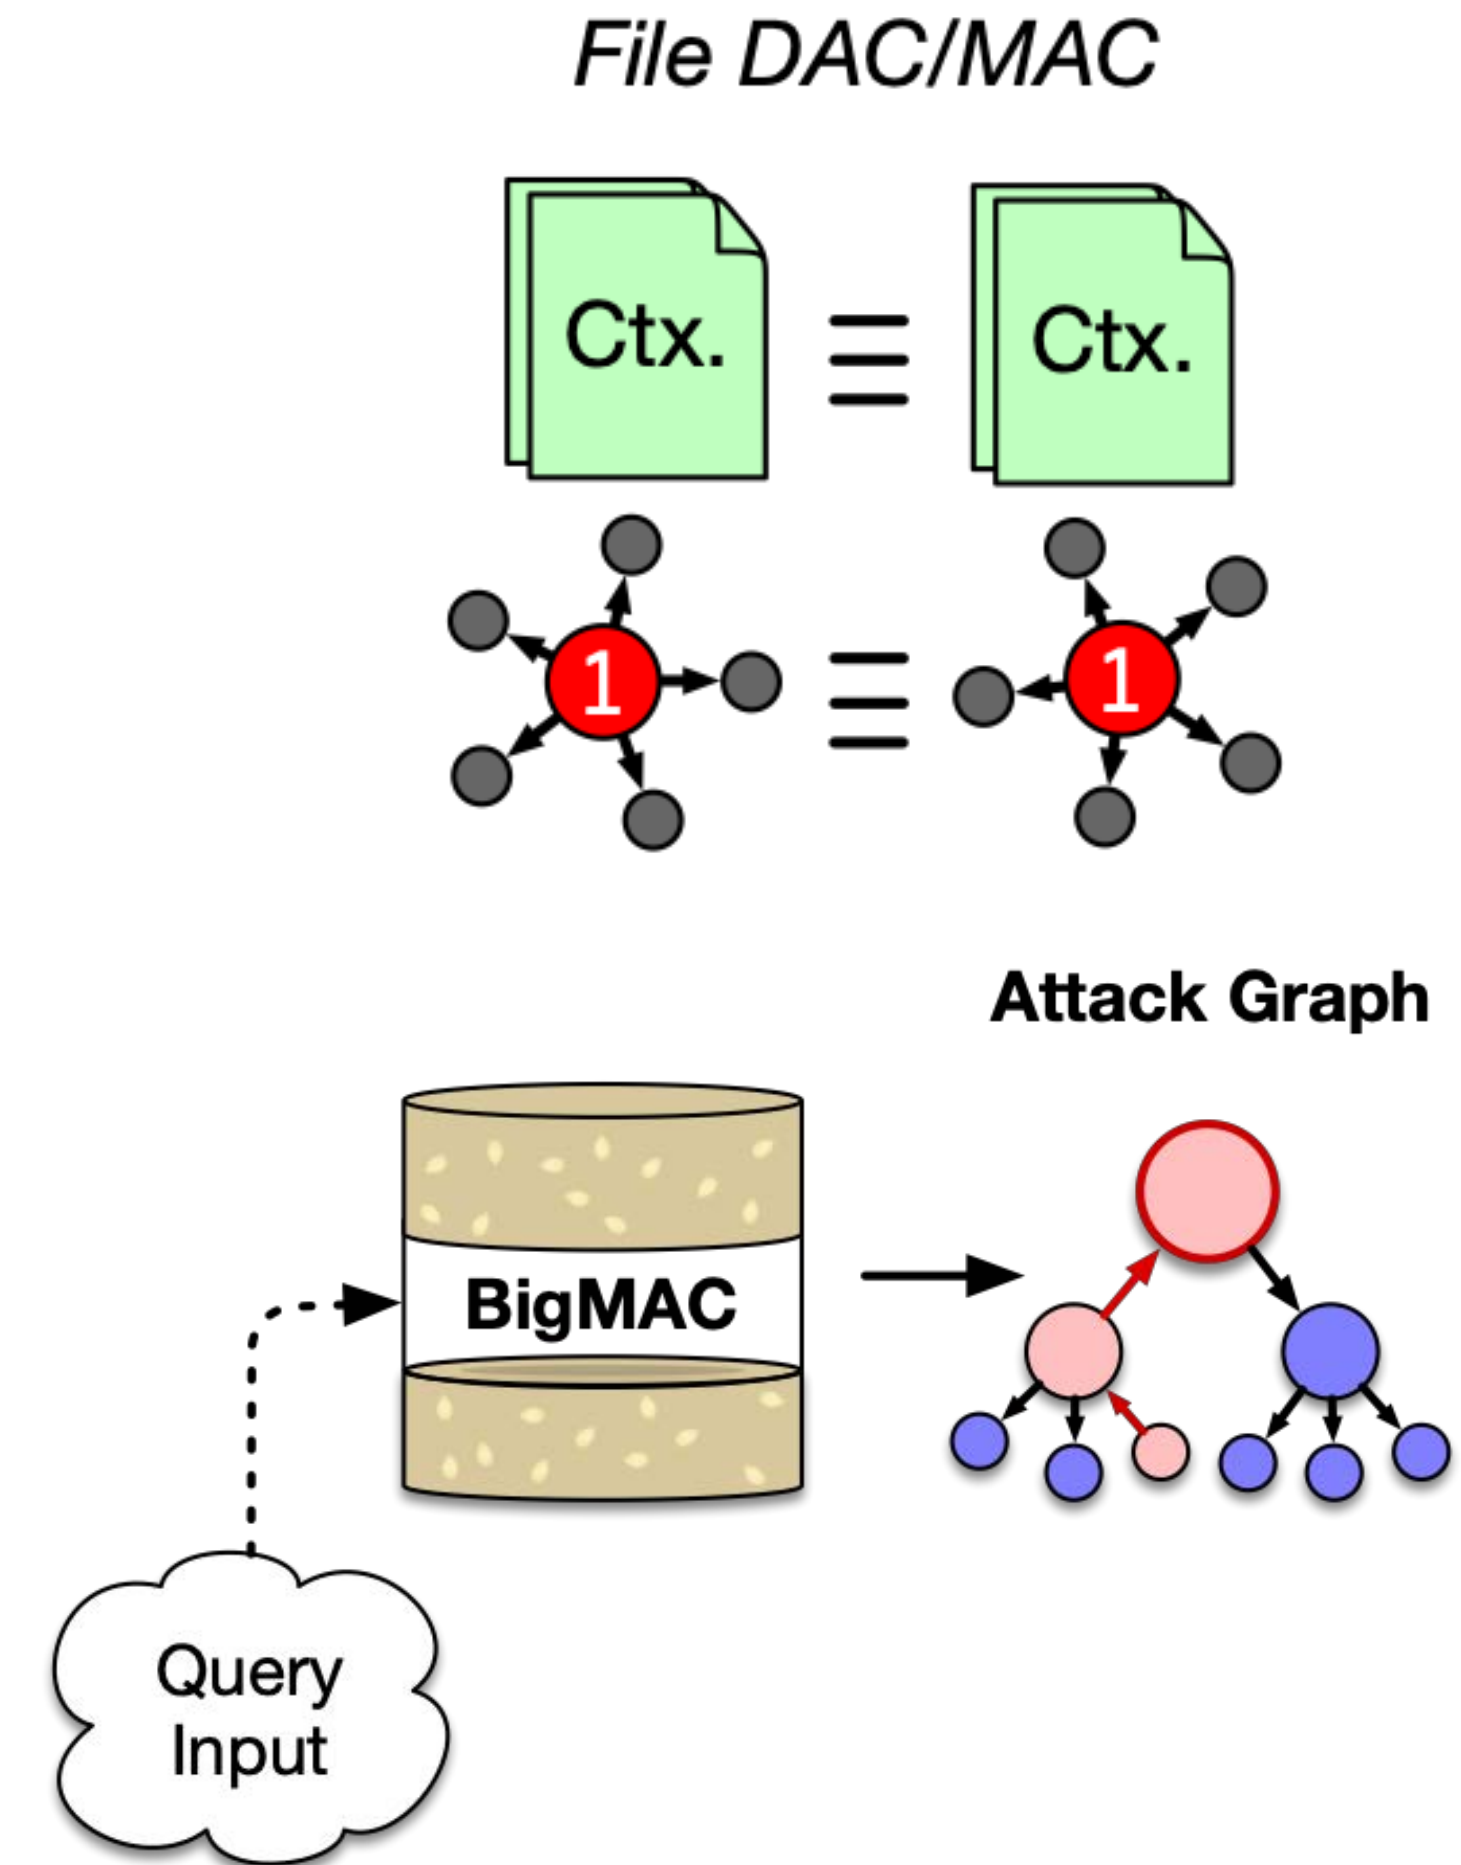 File DAC/MAC
Ctx.
Ctx.
1
1
Attack Graph
BigMAC
Query
Input